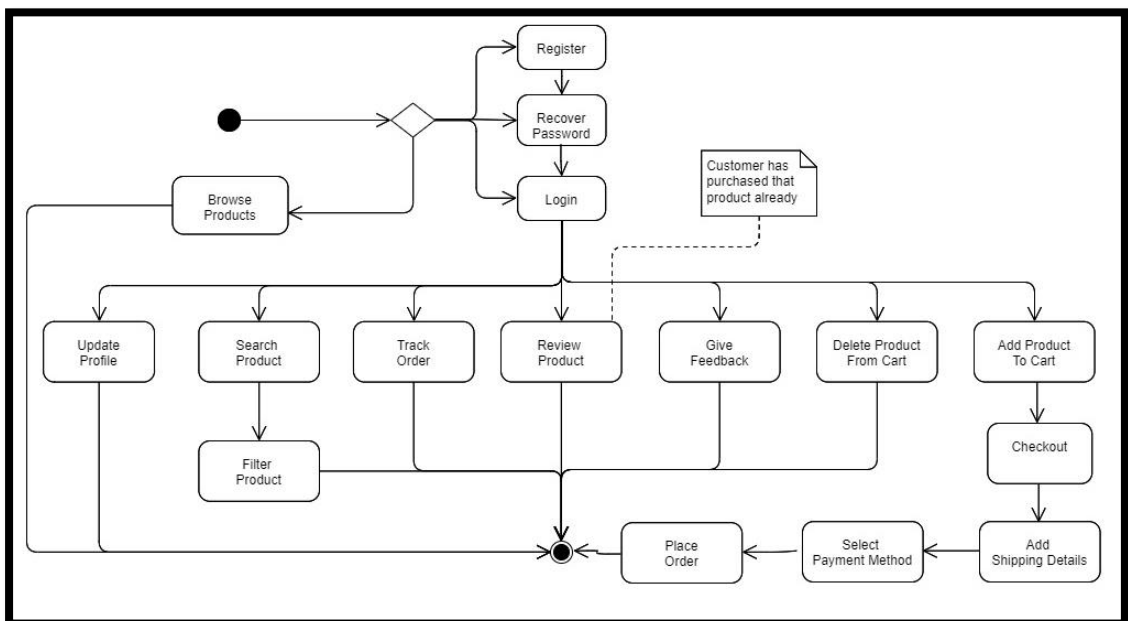 Register
Recover
Password
Customer has
purchased that
product already
Browse
Products
Login
Update
Profile
Search
Product
Track
Order
Review
Product
Give
Feedback
Delete Product
From Cart
Add Product
To Cart
Checkout
Filter
Product
Place
Order
Select
Payment Method
Add
Shipping Details